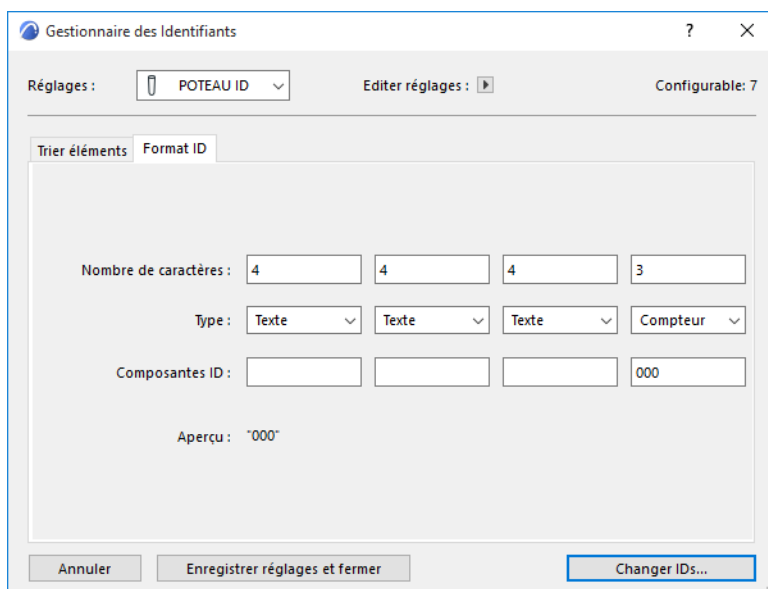 Gestionnaire des Identifiants ?
Réglages : POTEAU ID Editer réglages : Configurable: 7
Trier éléments Format ID
Nombre de caractères : 4 4 4 3
Type : Texte Texte Texte Compteur
Composantes ID : 000
Aperçu : "000"
Annuler Enregistrer réglages et fermer Changer IDs...